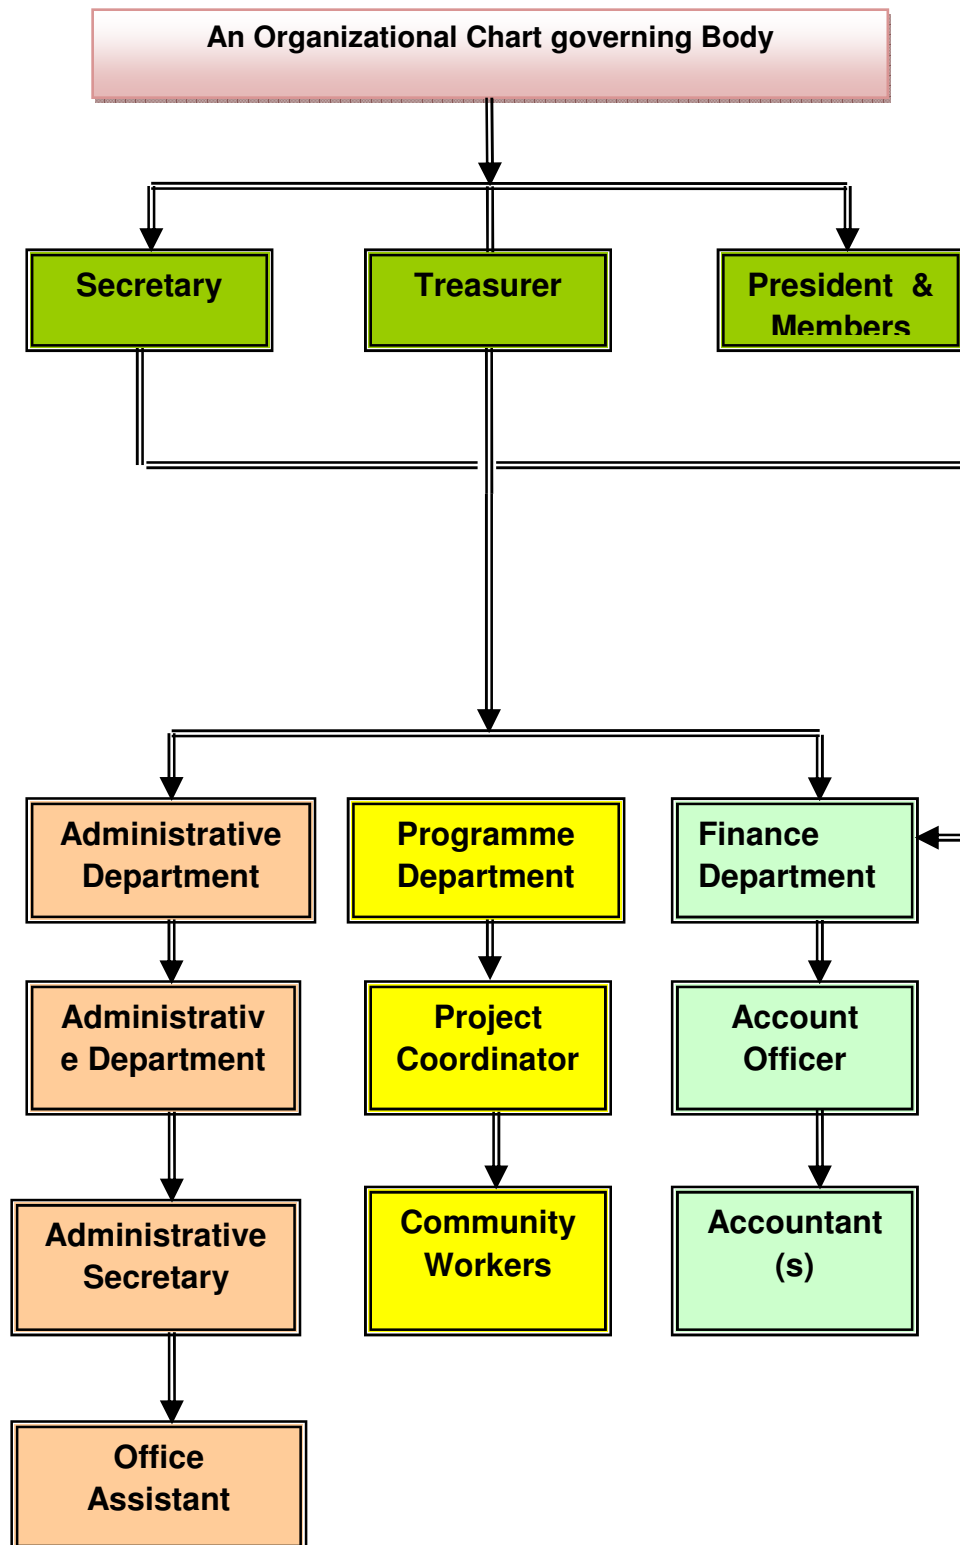 An Organizational Chart governing Body
Secretary
Treasurer
President &
Members
Administrative
Department
Programme
Department
Finance
Department
Administrativ
e Department
Project
Coordinator
Account
Officer
Administrative
Secretary
Community
Workers
Accountant
(s)
Office
Assistant